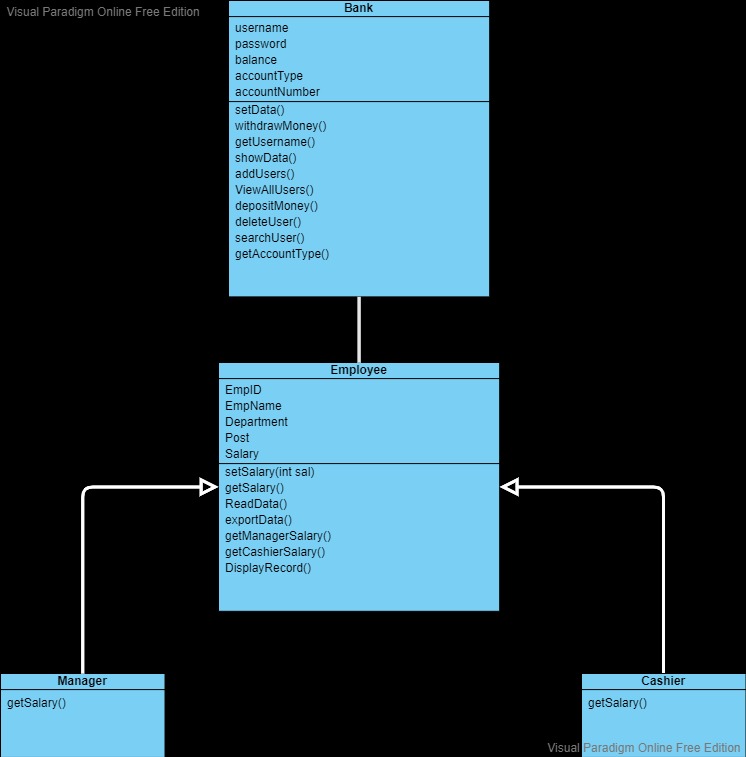 Visual Paradigm Online Free Edition
Bank
username
password
balance
accountType
accountNumber
setData()
withdrawMoney()
getUsername()
showData()
addUsers()
ViewAllUsers()
depositMoney()
deleteUser()
searchUser()
getAccountType()
Employee
EmpID
EmpName
Department
Post
Salary
setSalary(int sal)
getSalary()
ReadData()
exportData()
getManagerSalary()
getCashierSalary()
DisplayRecord()
Manager
getSalary()
Cashier
getSalary()
Visual Paradigm Online Free Edition